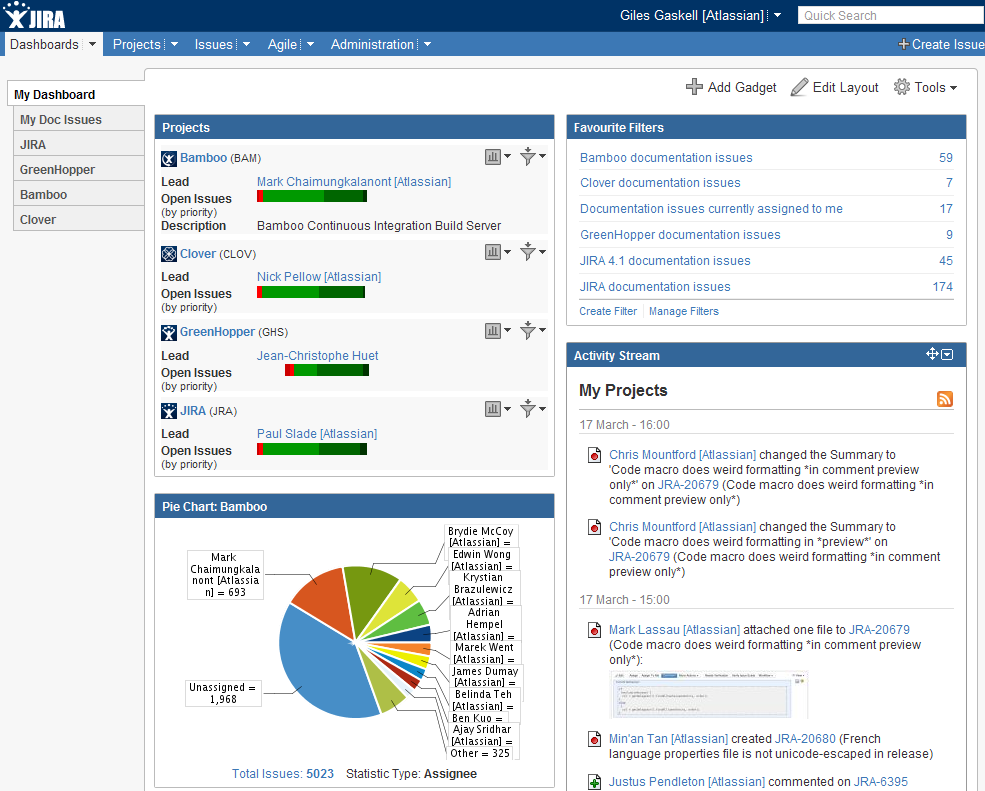 JIRA
Giles Gaskell [Atlassian]
Quick Search
Dashboards
Projects
Issues
Agile
Administration
Create Issue
My Dashboard
My Doc Issues
JIRA
GreenHopper
Bamboo
Clover
Add Gadget
Edit Layout
Tools
Projects
Bamboo (BAM)
Lead Mark Chaimungkalanont [Atlassian]
Open Issues
(by priority)
Description Bamboo Continuous Integration Build Server
Clover (CLOV)
Lead Nick Pellow [Atlassian]
Open Issues
(by priority)
GreenHopper (GHS)
Lead Jean-Christophe Huet
Open Issues
(by priority)
JIRA (JRA)
Lead Paul Slade [Atlassian]
Open Issues
(by priority)
Pie Chart: Bamboo
Mark
Chaimungkala
nont [Atlassia
n] = 693
Unassigned =
1,968
Brydie McCoy
[Atlassian] =
Edwin Wong
[Atlassian] =
Krystian
Brazulewicz
[Atlassian] =
Adrian
Hempel
[Atlassian] =
Marek Went
[Atlassian] =
James Dumay
[Atlassian] =
Belinda Teh
[Atlassian] =
Ben Kuo =
Ajay Sridhar
[Atlassian] =
Other = 325
Total Issues: 5023 Statistic Type: Assignee
Favourite Filters
Bamboo documentation issues 59
Clover documentation issues 7
Documentation issues currently assigned to me 17
GreenHopper documentation issues 9
JIRA 4.1 documentation issues 45
JIRA documentation issues 174
Create Filter Manage Filters
Activity Stream
My Projects
17 March - 16:00
Chris Mountford [Atlassian] changed the Summary to
'Code macro does weird formatting *in comment preview
only*' on JRA-20679 (Code macro does weird formatting *in
comment preview only*)
Chris Mountford [Atlassian] changed the Summary to
'Code macro does weird formatting in *preview*' on
JRA-20679 (Code macro does weird formatting *in comment
preview only*)
17 March - 15:00
Mark Lassau [Atlassian] attached one file to JRA-20679
(Code macro does weird formatting *in comment preview
only*):
Min'an Tan [Atlassian] created JRA-20680 (French
language properties file is not unicode-escaped in release)
Justus Pendleton [Atlassian] commented on JRA-6395